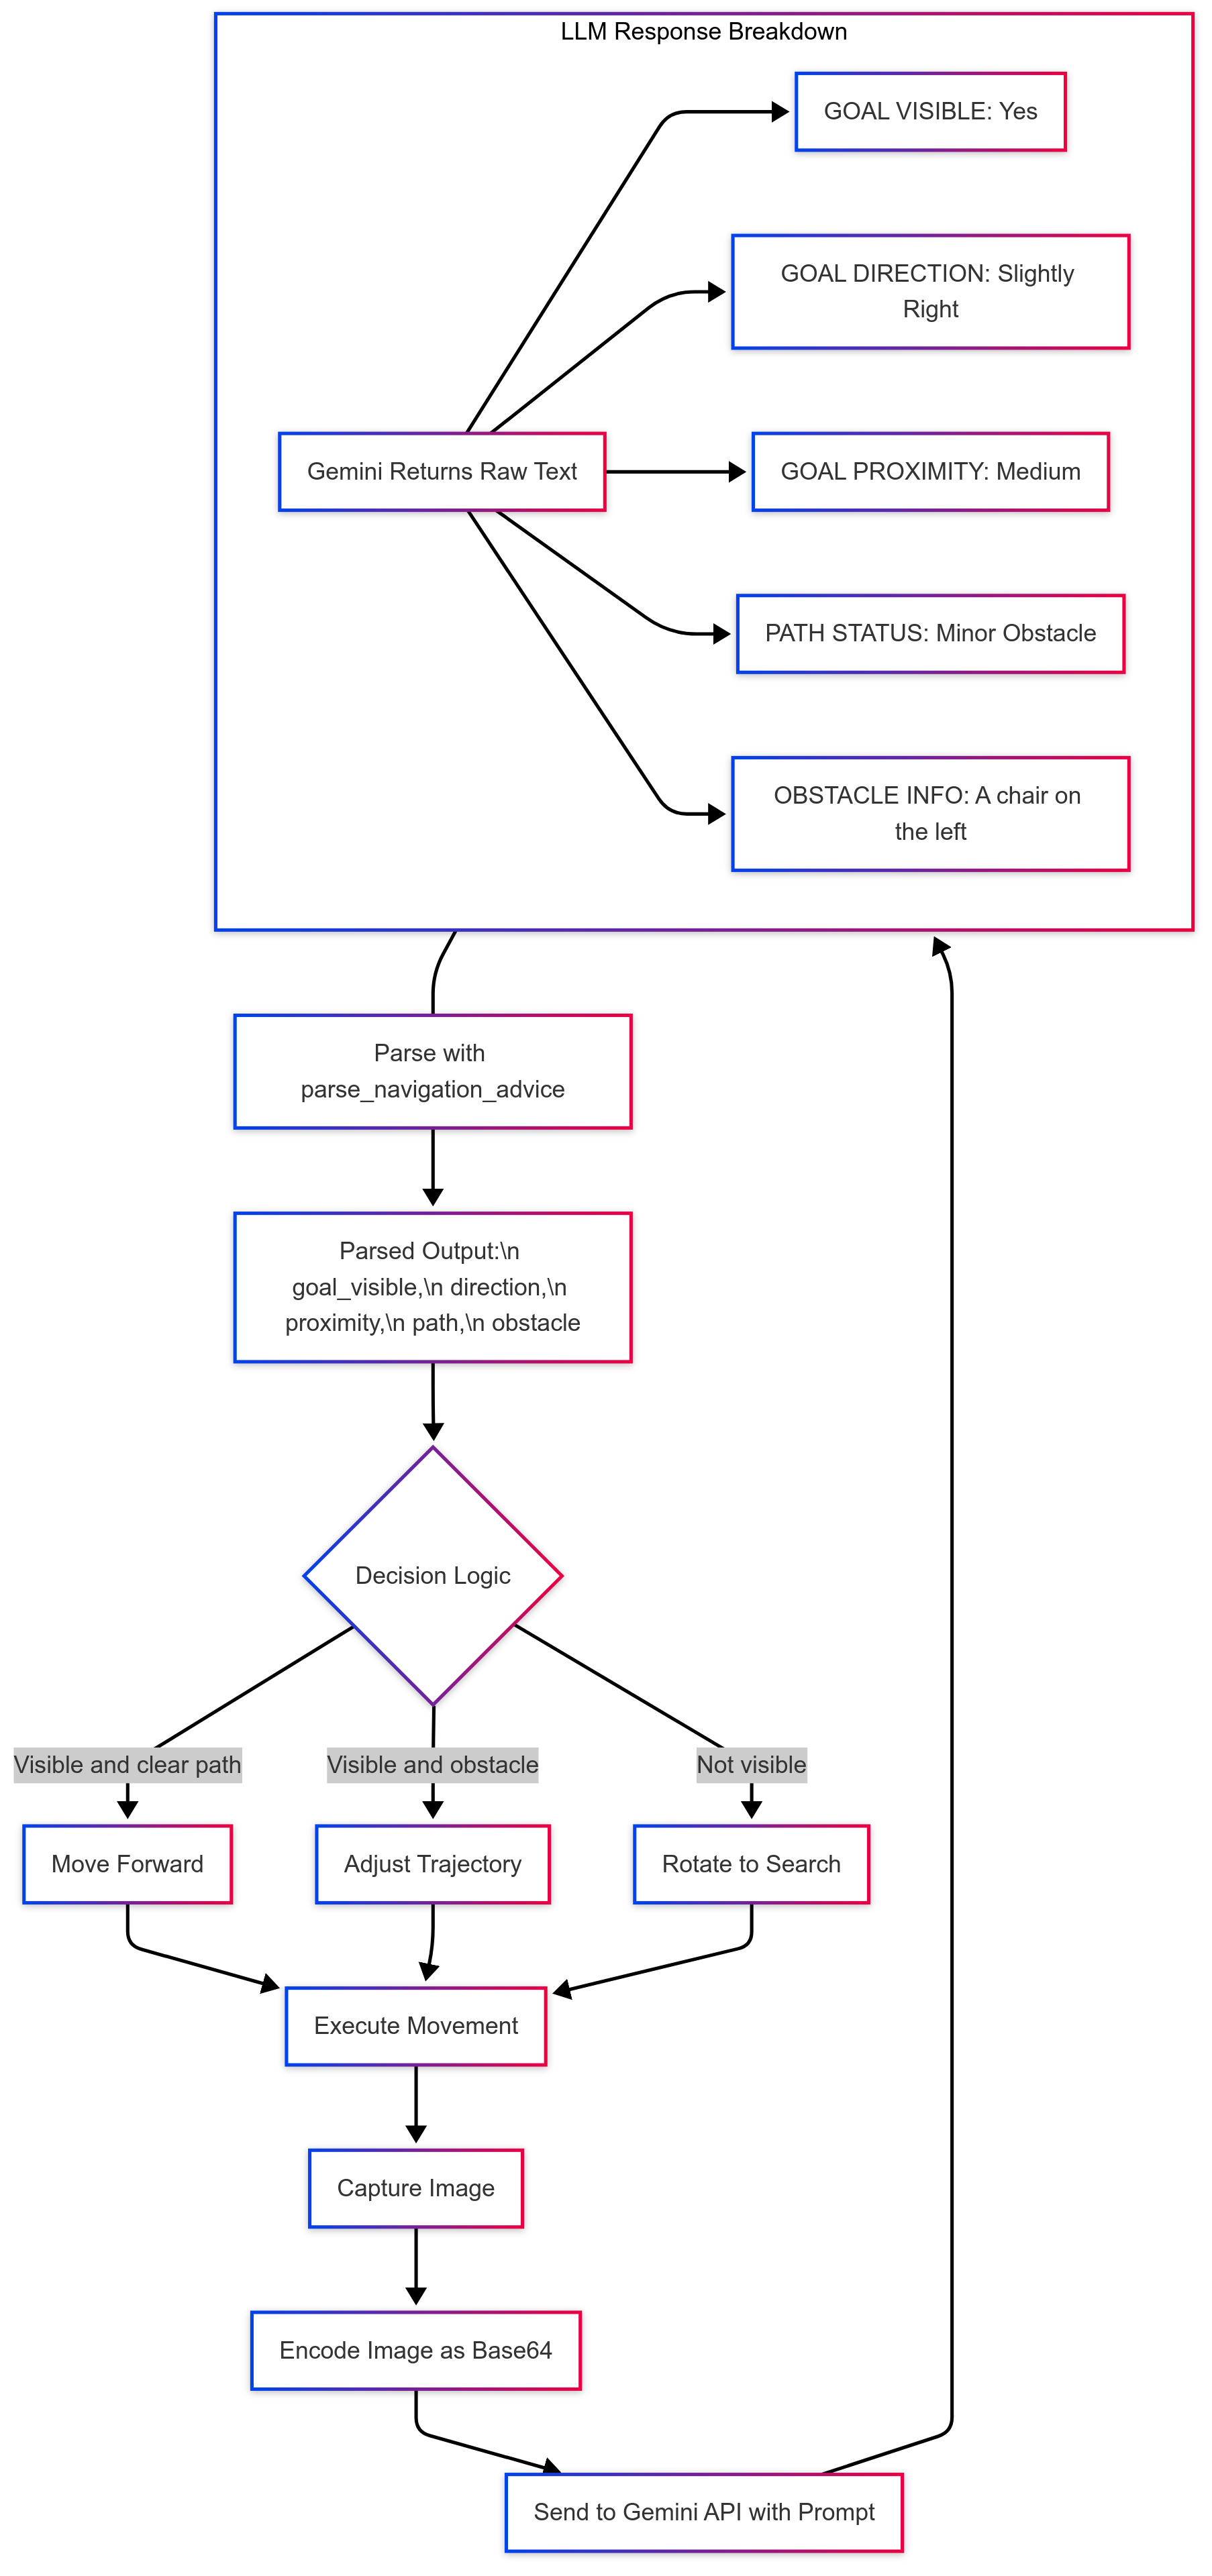 LLM Response Breakdown
GOAL VISIBLE: Yes
GOAL DIRECTION: Slightly
Right
Gemini Returns Raw Text
GOAL PROXIMITY: Medium
PATH STATUS: Minor Obstacle
OBSTACLE INFO: A chair on
the left
Parse with
parse_navigation_advice
Parsed Output:\n
goal_visible,\n direction,\n
proximity,\n path,\n obstacle
Decision Logic
Visible and clear path
Visible and obstacle
Not visible
Move Forward
Adjust Trajectory
Rotate to Search
Execute Movement
Capture Image
Encode Image as Base64
Send to Gemini API with Prompt